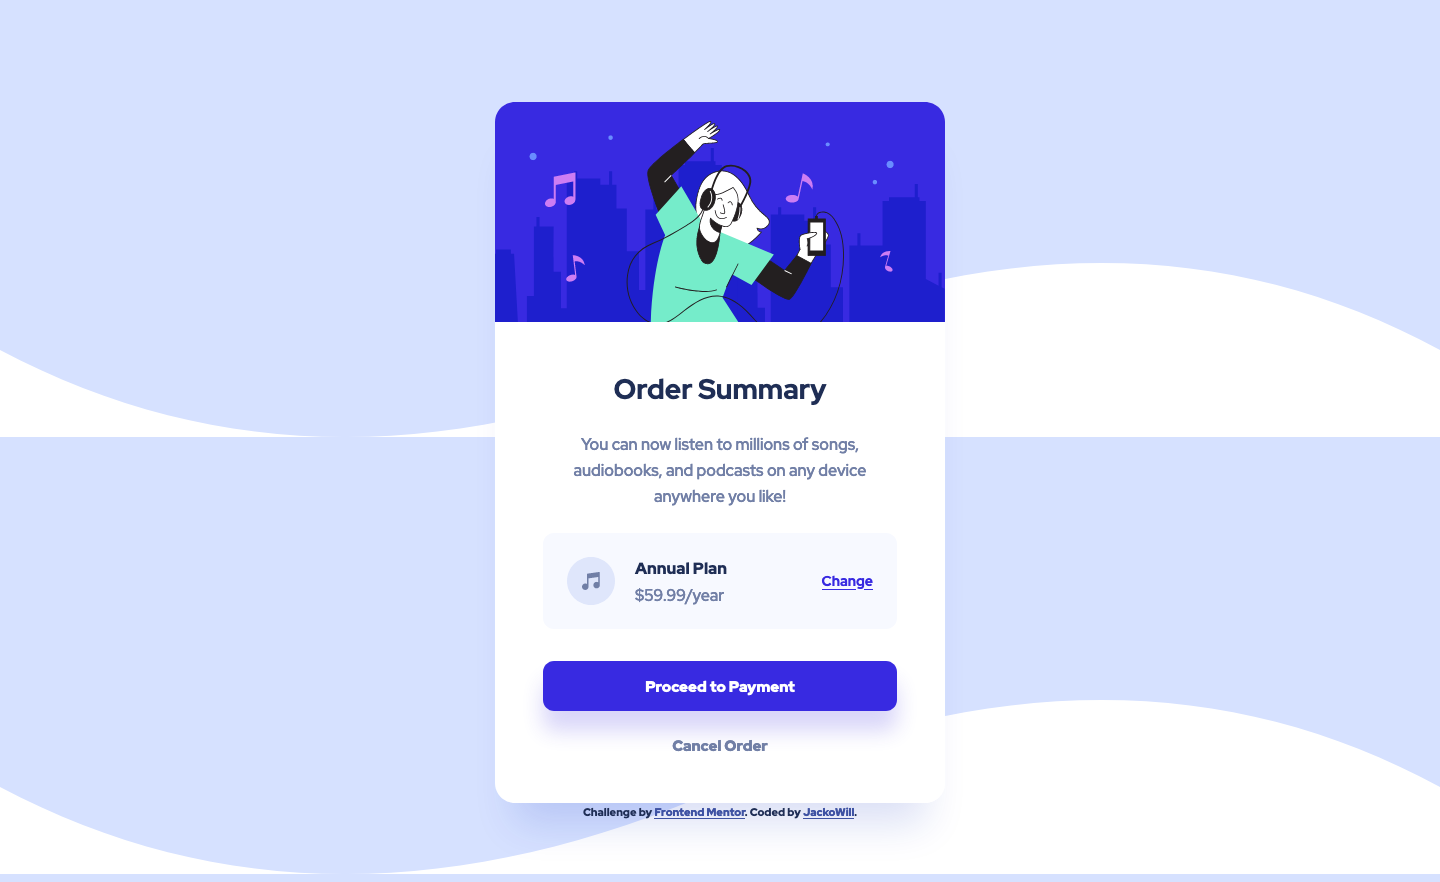 Order Summary
You can now listen to millions of songs,
audiobooks, and podcasts on any device
anywhere you like!
Annual Plan
$59.99/year
Change
Proceed to Payment
Cancel Order
Challenge by Frontend Mentor. Coded by JackoWill.